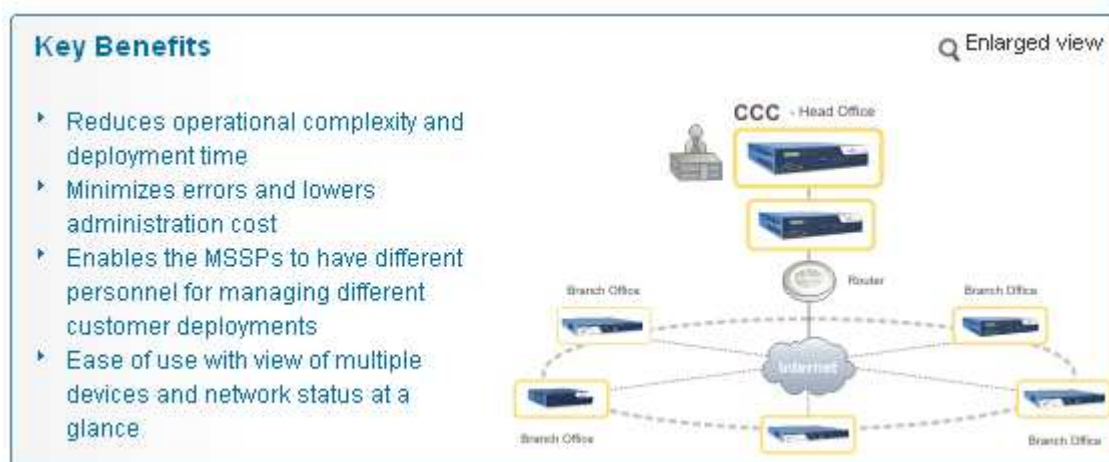 Key Benefits
Enlarged view
Reduces operational complexity and
deployment time
Minimizes errors and lowers
administration cost
Enables the MSSPs to have different
personnel for managing different
customer deployments
Ease of use with view of multiple
devices and network status at a
glance
CCC - Head Office
Router
Branch Office
Branch Office
Internet
Branch Office
Branch Office